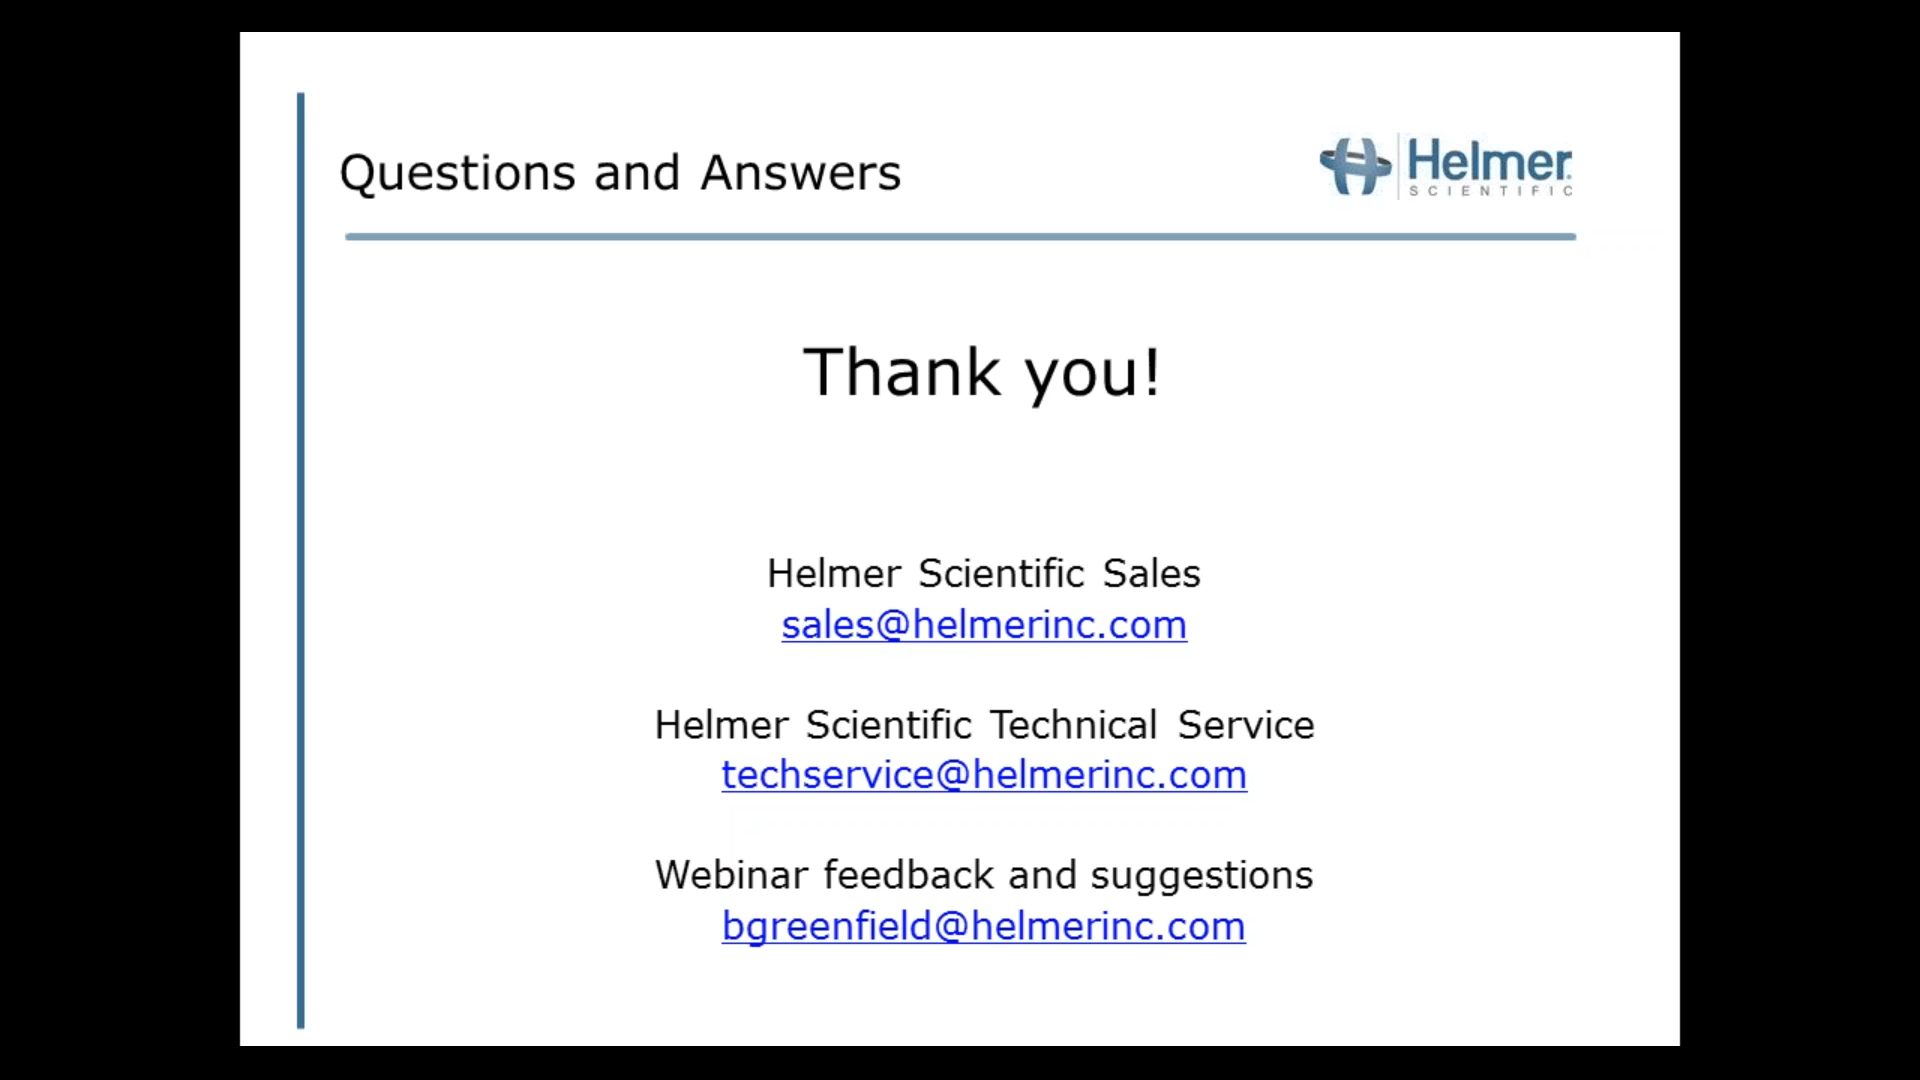 Questions and Answers
Helmer
SCIENTIFIC
Thank you!
Helmer Scientific Sales
sales@helmerinc.com
Helmer Scientific Technical Service
techservice@helmerinc.com
Webinar feedback and suggestions
bgreenfield@helmerinc.com